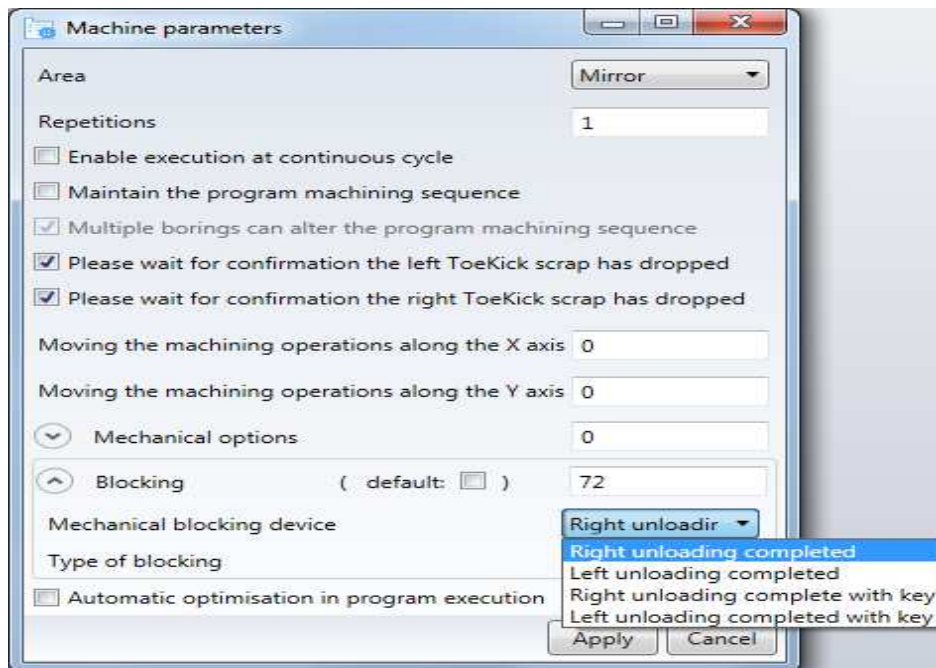 Machine parameters
Area Mirror
Repetitions 1
Enable execution at continuous cycle
Maintain the program machining sequence
Multiple borings can alter the program machining sequence
Please wait for confirmation the left ToeKick scrap has dropped
Please wait for confirmation the right ToeKick scrap has dropped
Moving the machining operations along the X axis 0
Moving the machining operations along the Y axis 0
Mechanical options 0
Blocking ( default: ) 72
Mechanical blocking device Right unloadir
Right unloading completed
Type of blocking Left unloading completed
Right unloading complete with key
Automatic optimisation in program execution Left unloading completed with key
Apply Cancel